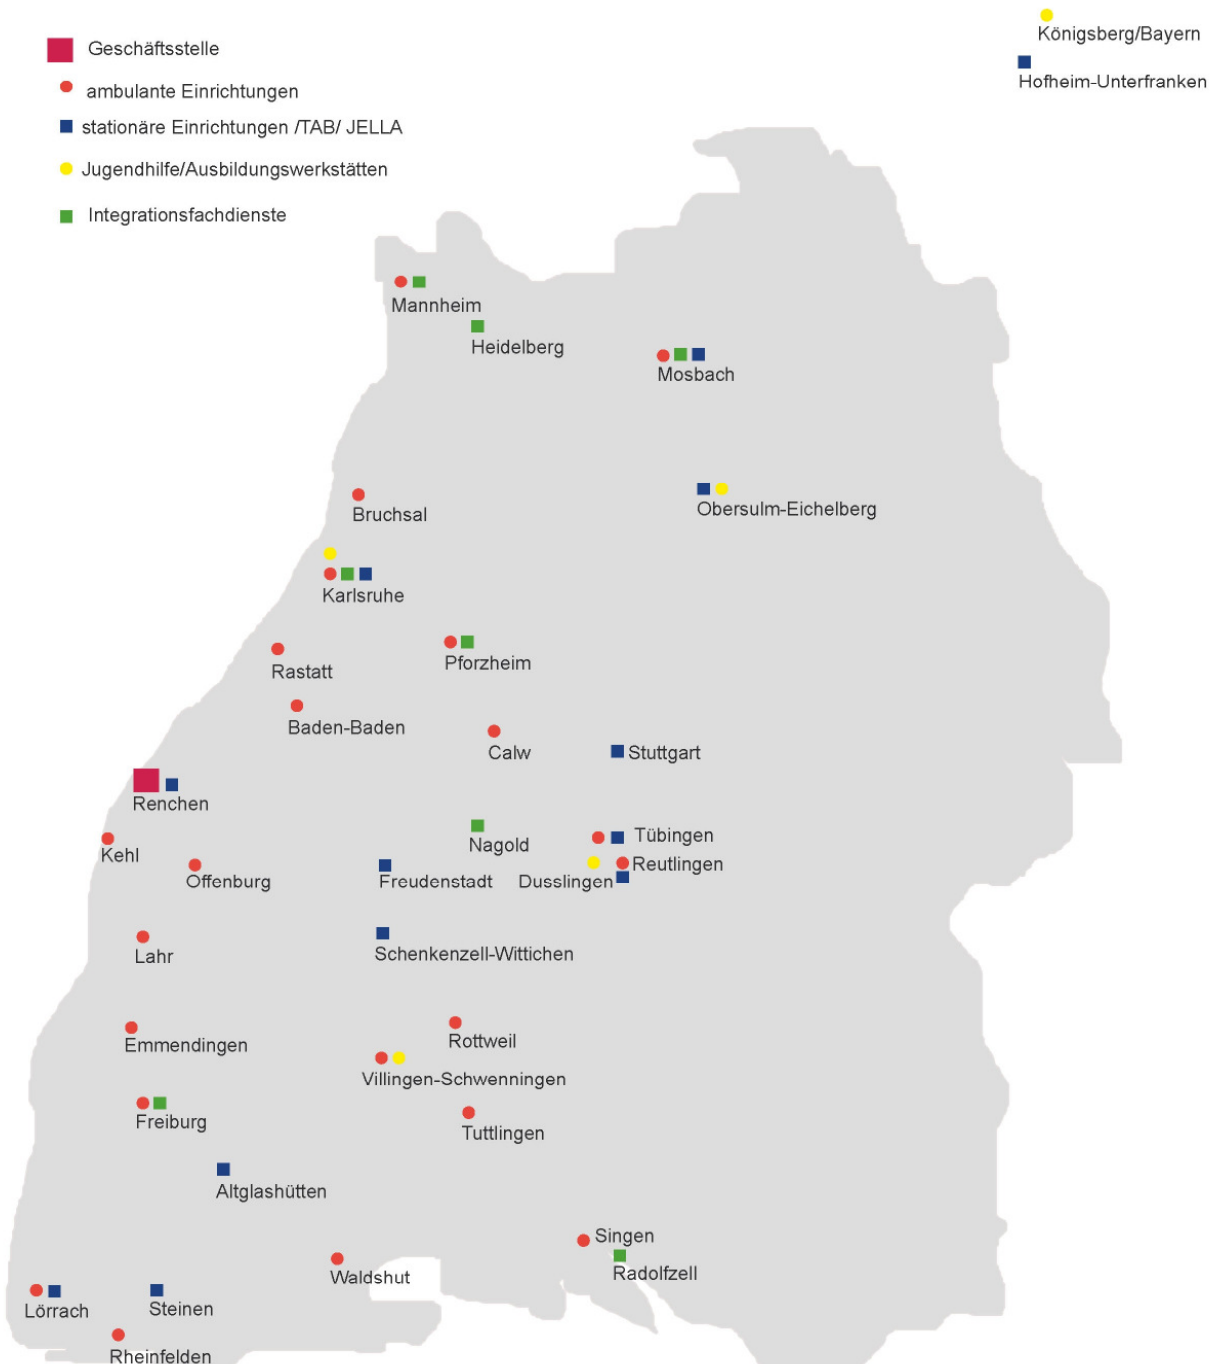 Königsberg/Bayern
Geschäftsstelle
Hofheim-Unterfranken
ambulante Einrichtungen
stationäre Einrichtungen /TAB/ JELLA
Jugendhilfe/Ausbildungswerkstätten
Integrationsfachdienste
Mannheim
Heidelberg
Mosbach
Obersulm-Eichelberg
Bruchsal
Karlsruhe
Pforzheim
Rastatt
Baden-Baden
Calw
Stuttgart
Renchen
Tübingen
Nagold
Kehl
Reutlingen
Offenburg
Freudenstadt
Dusslingen
Lahr
Schenkenzell-Wittichen
Rottweil
Emmendingen
Villingen-Schwenningen
Freiburg
Tuttlingen
Altglashütten
Singen
Radolfzell
Waldshut
Lörrach
Steinen
Rheinfelden